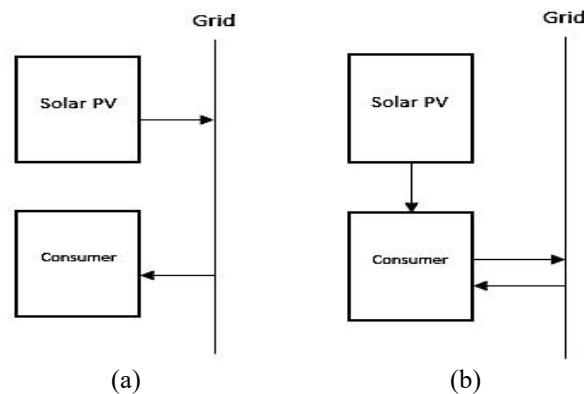 Grid
Solar PV
Consumer
(a)
Grid
Solar PV
Consumer
(b)